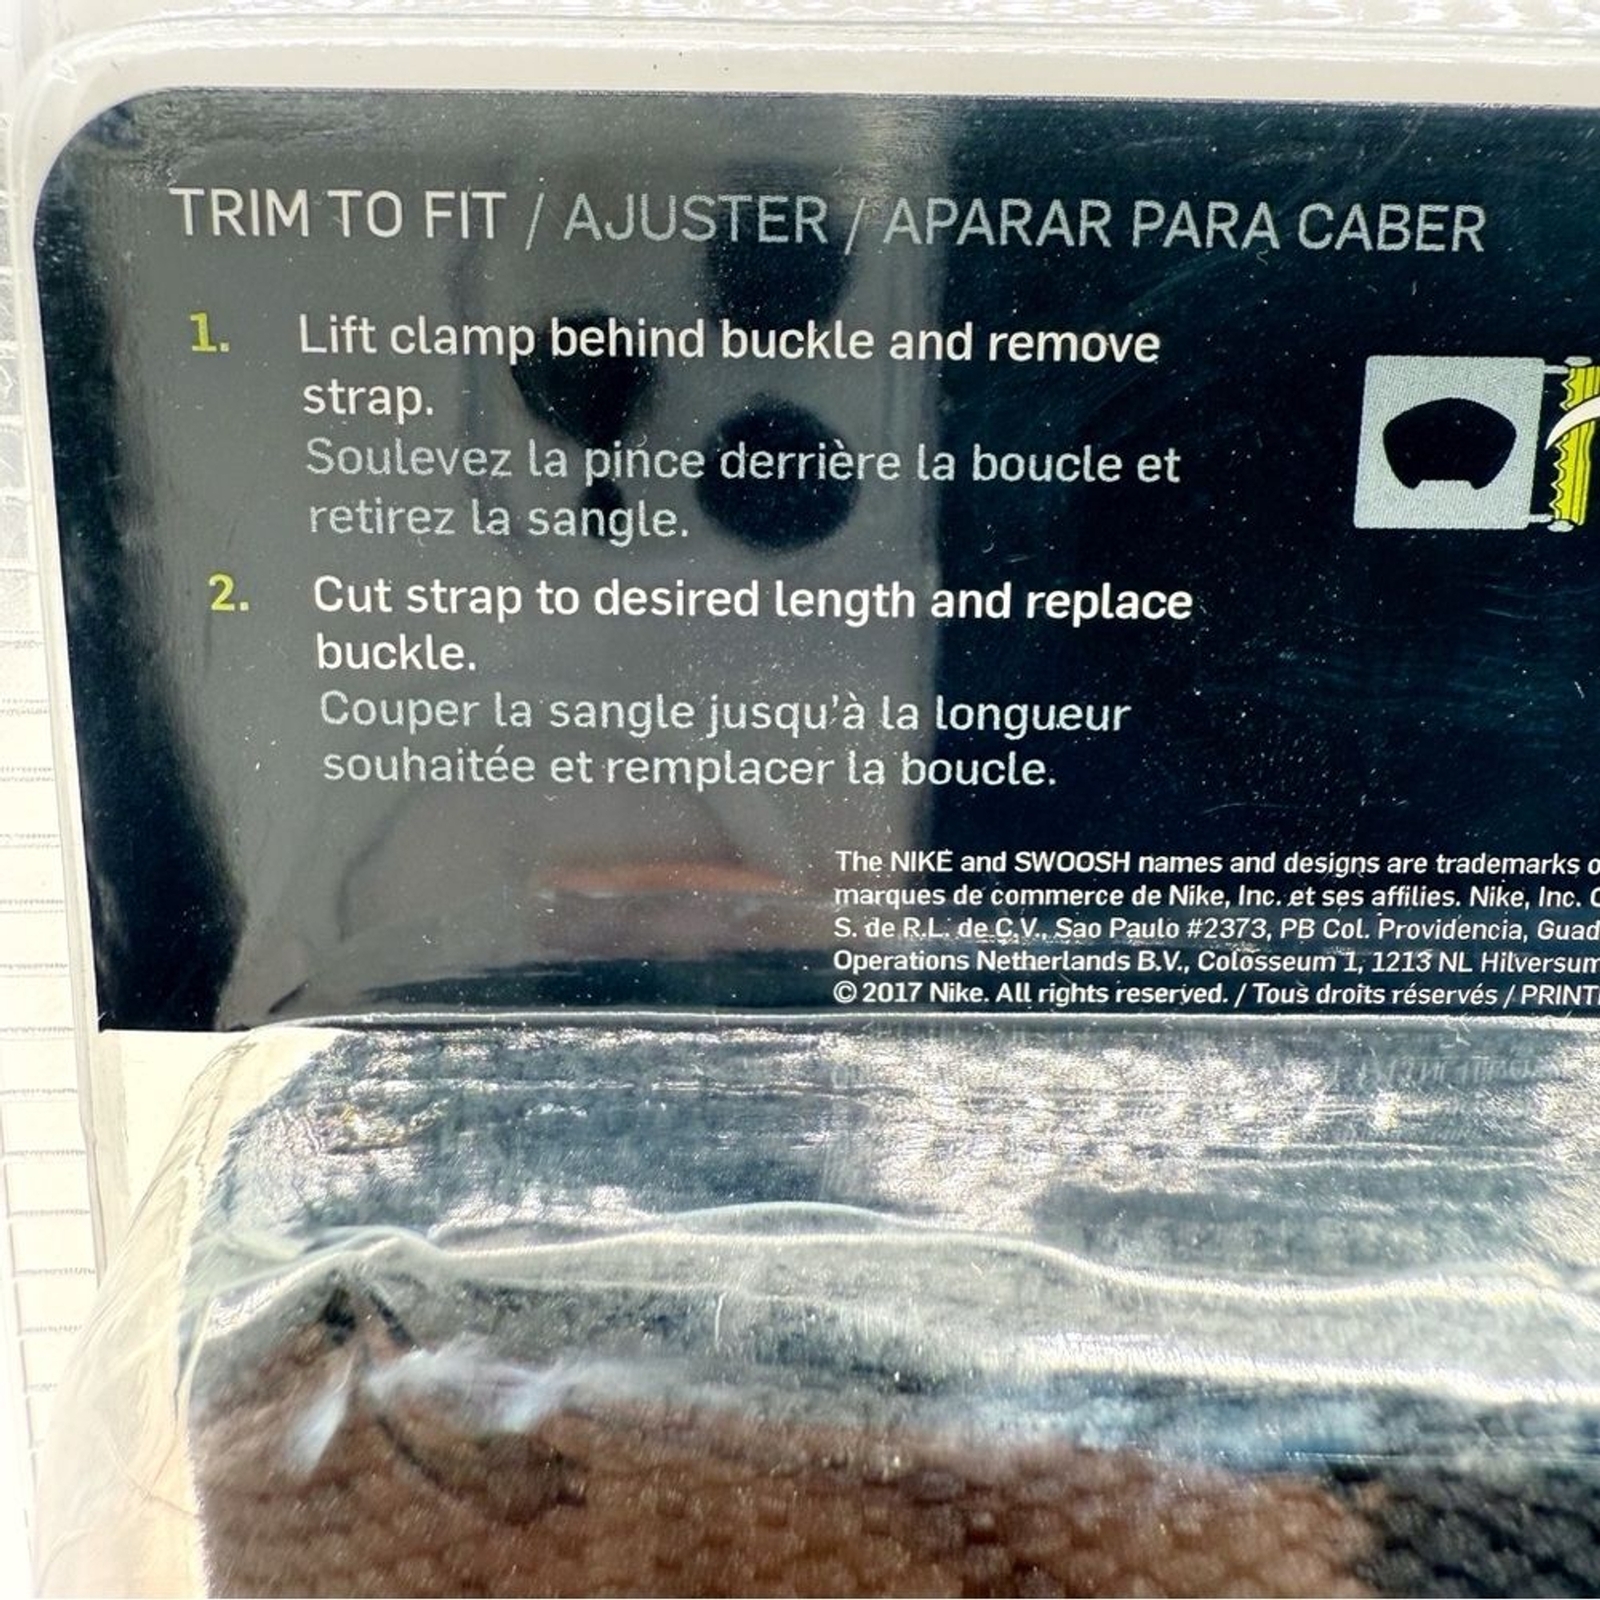 TRIM TO FIT / AJUSTER / APARAR PARA CABER
1. Lift clamp behind buckle and remove
strap.
Soulevez la pince derrière la boucle et
retirez la sangle.
2. Cut strap to desired length and replace
buckle.
Couper la sangle jusqu'à la longueur
souhaitée et remplacer la boucle.
The NIKE and SWOOSH names and designs are trademarks
marques de commerce de Nike, Inc. et ses affilies. Nike, Inc.
S. de R.L. de C.V., Sao Paulo #2373, PB Col. Providencia, Guad
Operations Netherlands B.V., Colosseum 1, 1213 NL Hilversum
© 2017 Nike. All rights reserved. / Tous droits réservés / PRINT